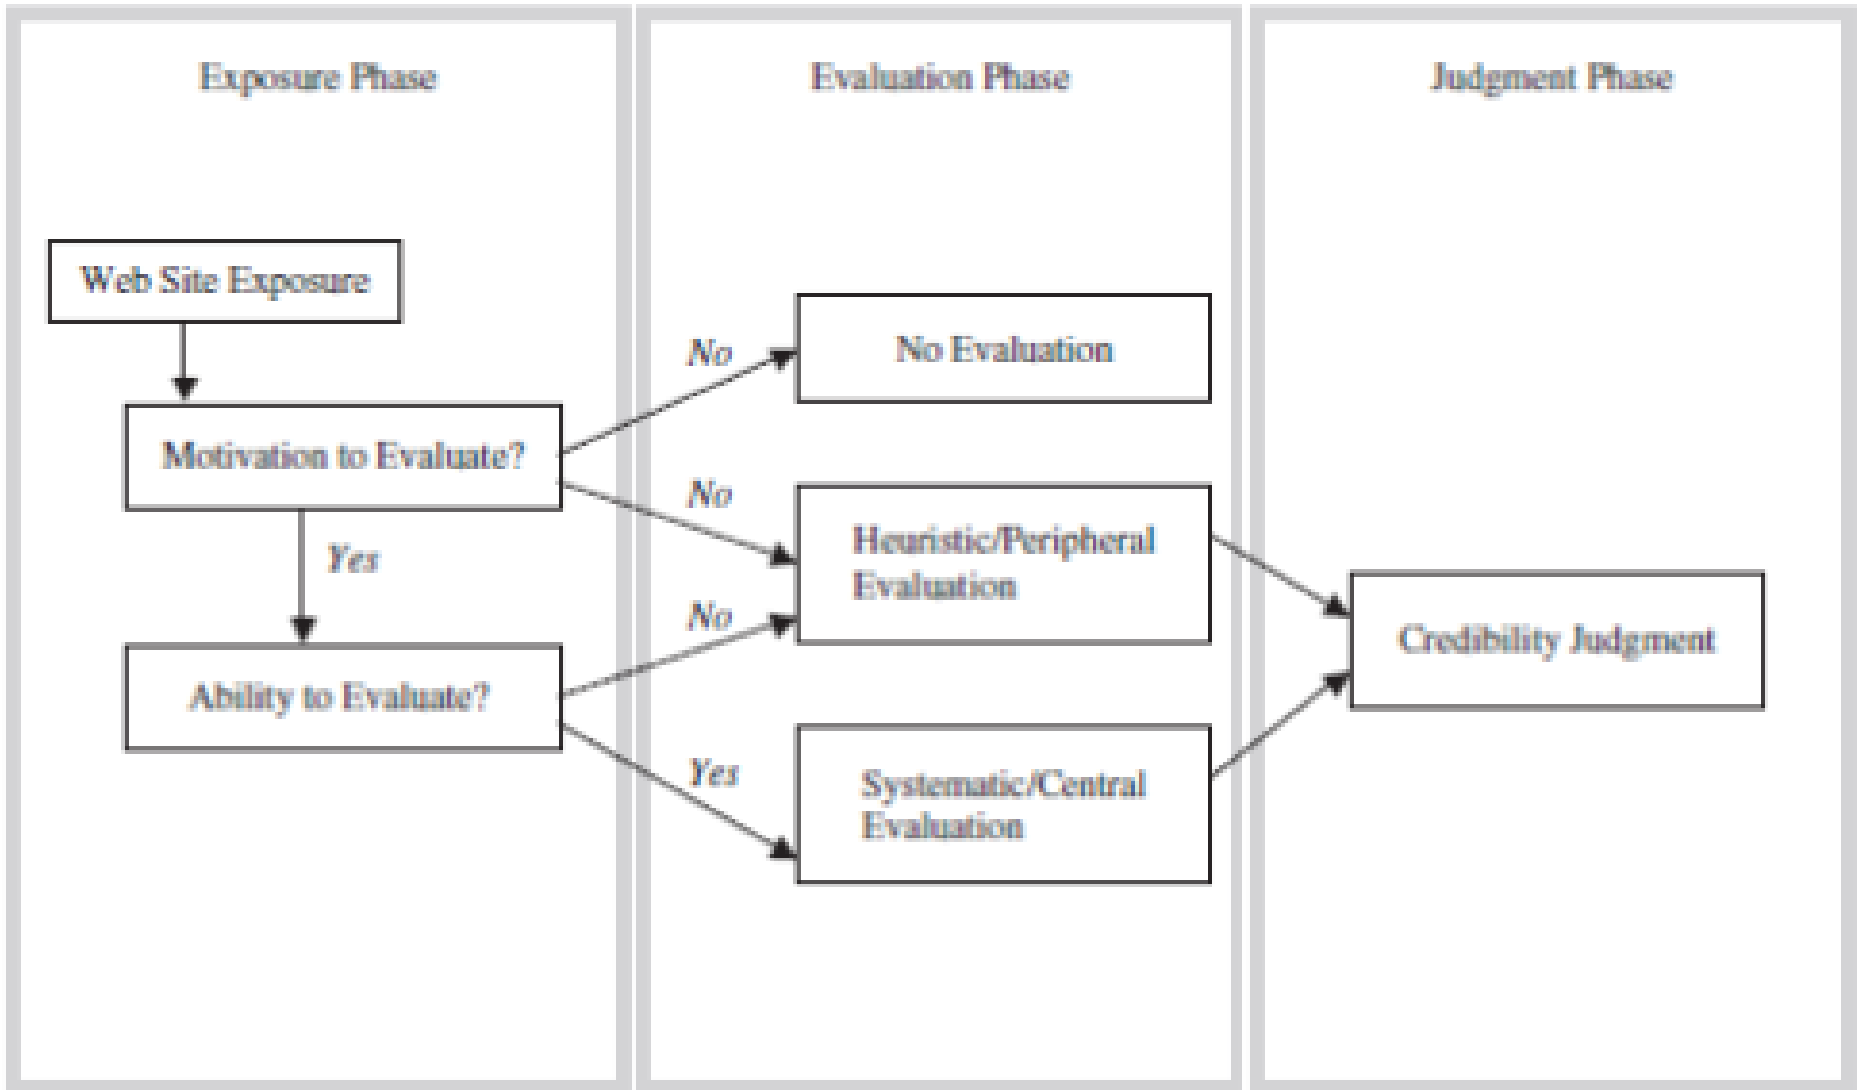 Exposure Phase
Evaluation Phase
Judgment Phase
Web Site Exposure
Motivation to Evaluate?
Yes
Ability to Evaluate?
No
No
No
Yes
No Evaluation
Heuristic/Peripheral
Evaluation
Systematic/Central
Evaluation
Credibility Judgment